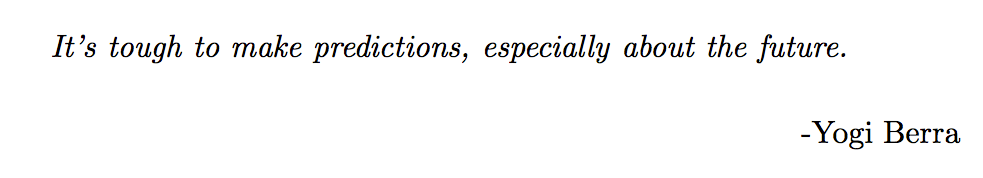 It's tough to make predictions, especially about the future.
-Yogi Berra